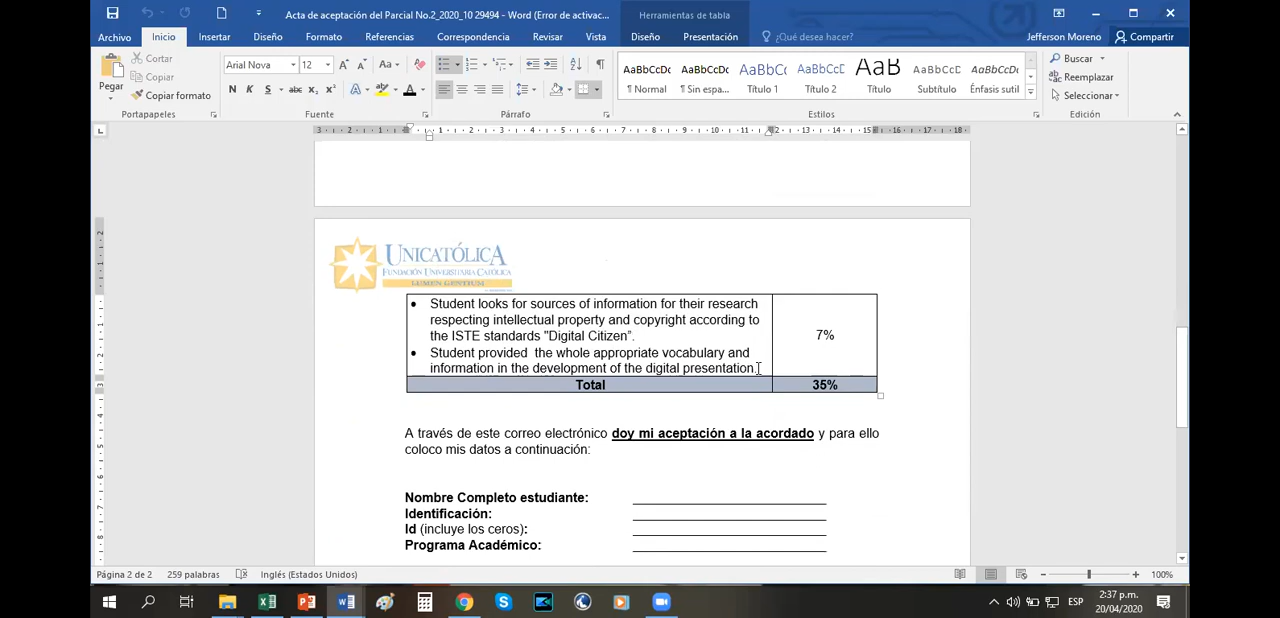 Acta de aceptación del Parcial No.2_2020_10 29494 - Word (Error de activac...
Herramientas de tabla
Archivo Inicio Insertar Diseño Formato Referencias Correspondencia Revisar Vista Diseño Presentación ¿Qué desea hacer? Jefferson Moreno Compartir
Pegar
Cortar
Copiar
Copiar formato
Portapapeles
Arial Nova 12
Fuente
Párrafo
AaBbCcDc AaBbCcDc AaBbCc AaBbCcD AaB AaBbCcD AaBbCcDc
¶ Normal ¶ Sin espa... Título 1 Título 2 Título Subtítulo Énfasis sutil
Estilos
Buscar
Reemplazar
Seleccionar
Edición
UNICATÓLICA
FUNDACIÓN UNIVERSITARIA CATÓLICA
LUMEN GENTIUM
• Student looks for sources of information for their research
respecting intellectual property and copyright according to
the ISTE standards "Digital Citizen”.
• Student provided the whole appropriate vocabulary and
information in the development of the digital presentation.
7%
Total 35%
A través de este correo electrónico doy mi aceptación a la acordado y para ello
coloco mis datos a continuación:
Nombre Completo estudiante:
Identificación:
Id (incluye los ceros):
Programa Académico:
Página 2 de 2 259 palabras Inglés (Estados Unidos) 100%
ESP
2:37 p.m.
20/04/2020